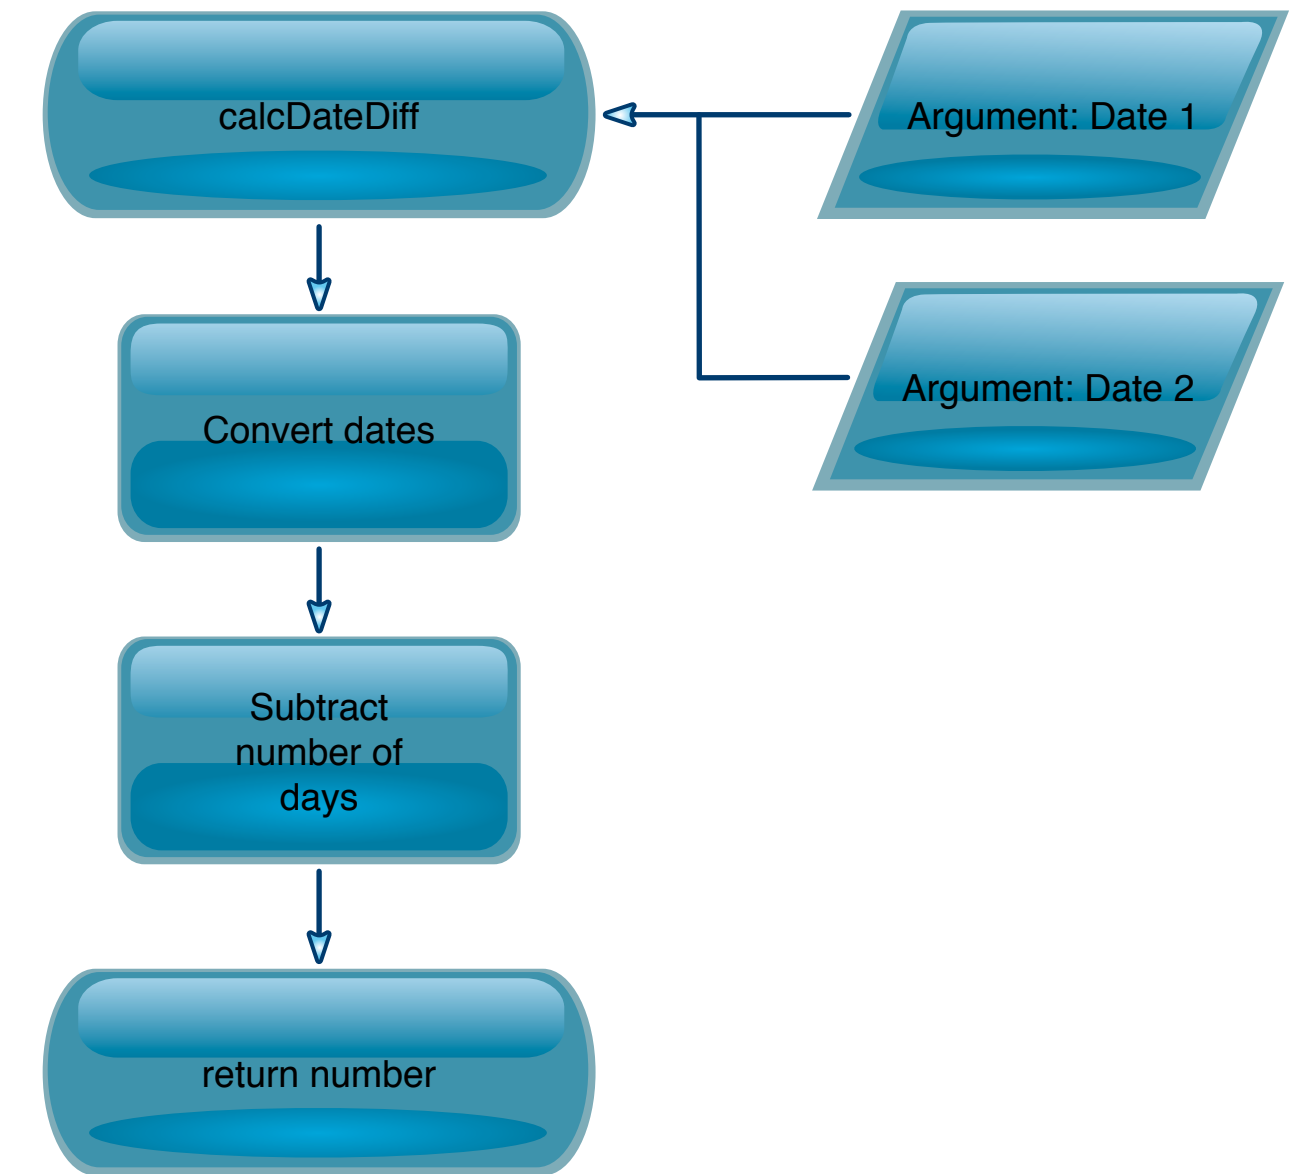 calcDateDiff
Argument: Date 1
Argument: Date 2
Convert dates
Subtract
number of
days
return number